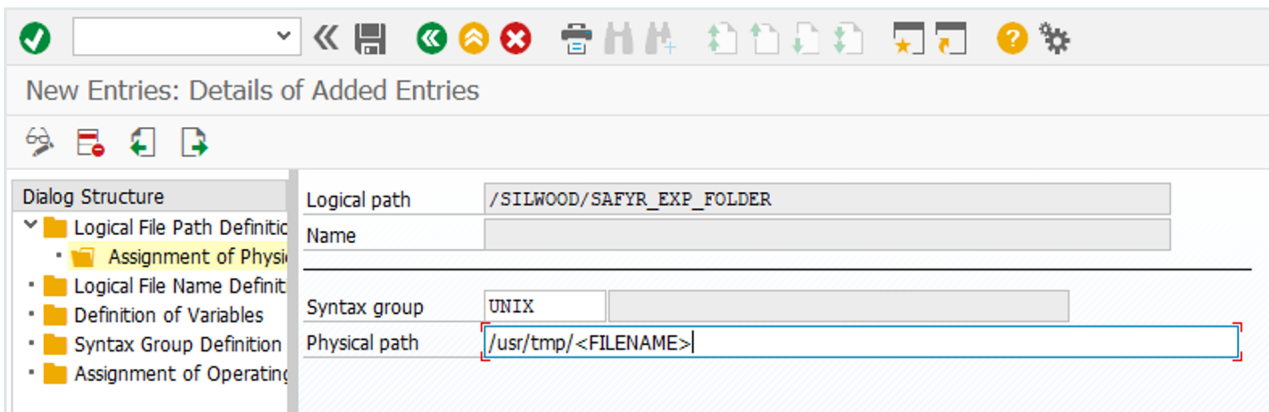 New Entries: Details of Added Entries
Dialog Structure
Logical File Path Definitio
Assignment of Physi
Logical File Name Definit
Definition of Variables
Syntax Group Definition
Assignment of Operating
Logical path /SILWOOD/SAFYR_EXP_FOLDER
Name
Syntax group UNIX
Physical path /usr/tmp/<FILENAME>